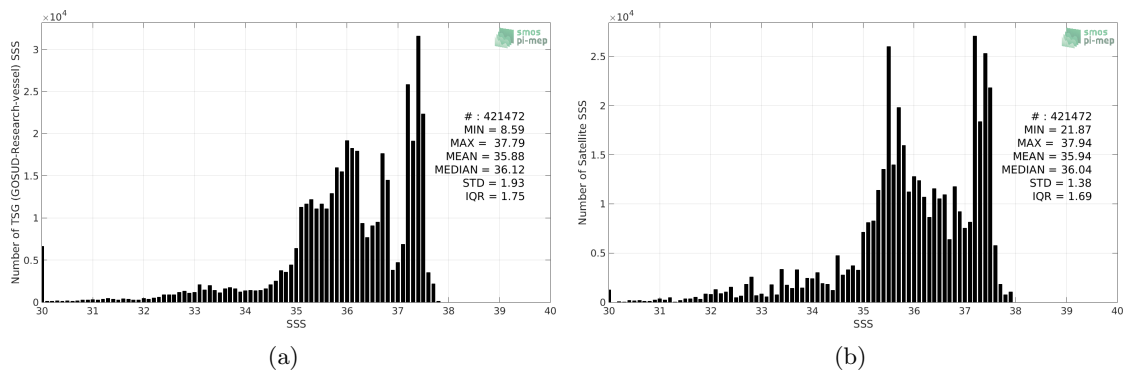 ×10⁴
smos
pi-mep
Number of TSG (GOSUD-Research-vessel) SSS
3
2.5
2
1.5
1
0.5
0
# : 421472
MIN = 8.59
MAX = 37.79
MEAN = 35.88
MEDIAN = 36.12
STD = 1.93
IQR = 1.75
30 31 32 33 34 35 36 37 38 39 40
SSS
(a)
×10⁴
smos
pi-mep
Number of Satellite SSS
2.5
2
1.5
1
0.5
0
# : 421472
MIN = 21.87
MAX = 37.94
MEAN = 35.94
MEDIAN = 36.04
STD = 1.38
IQR = 1.69
30 31 32 33 34 35 36 37 38 39 40
SSS
(b)